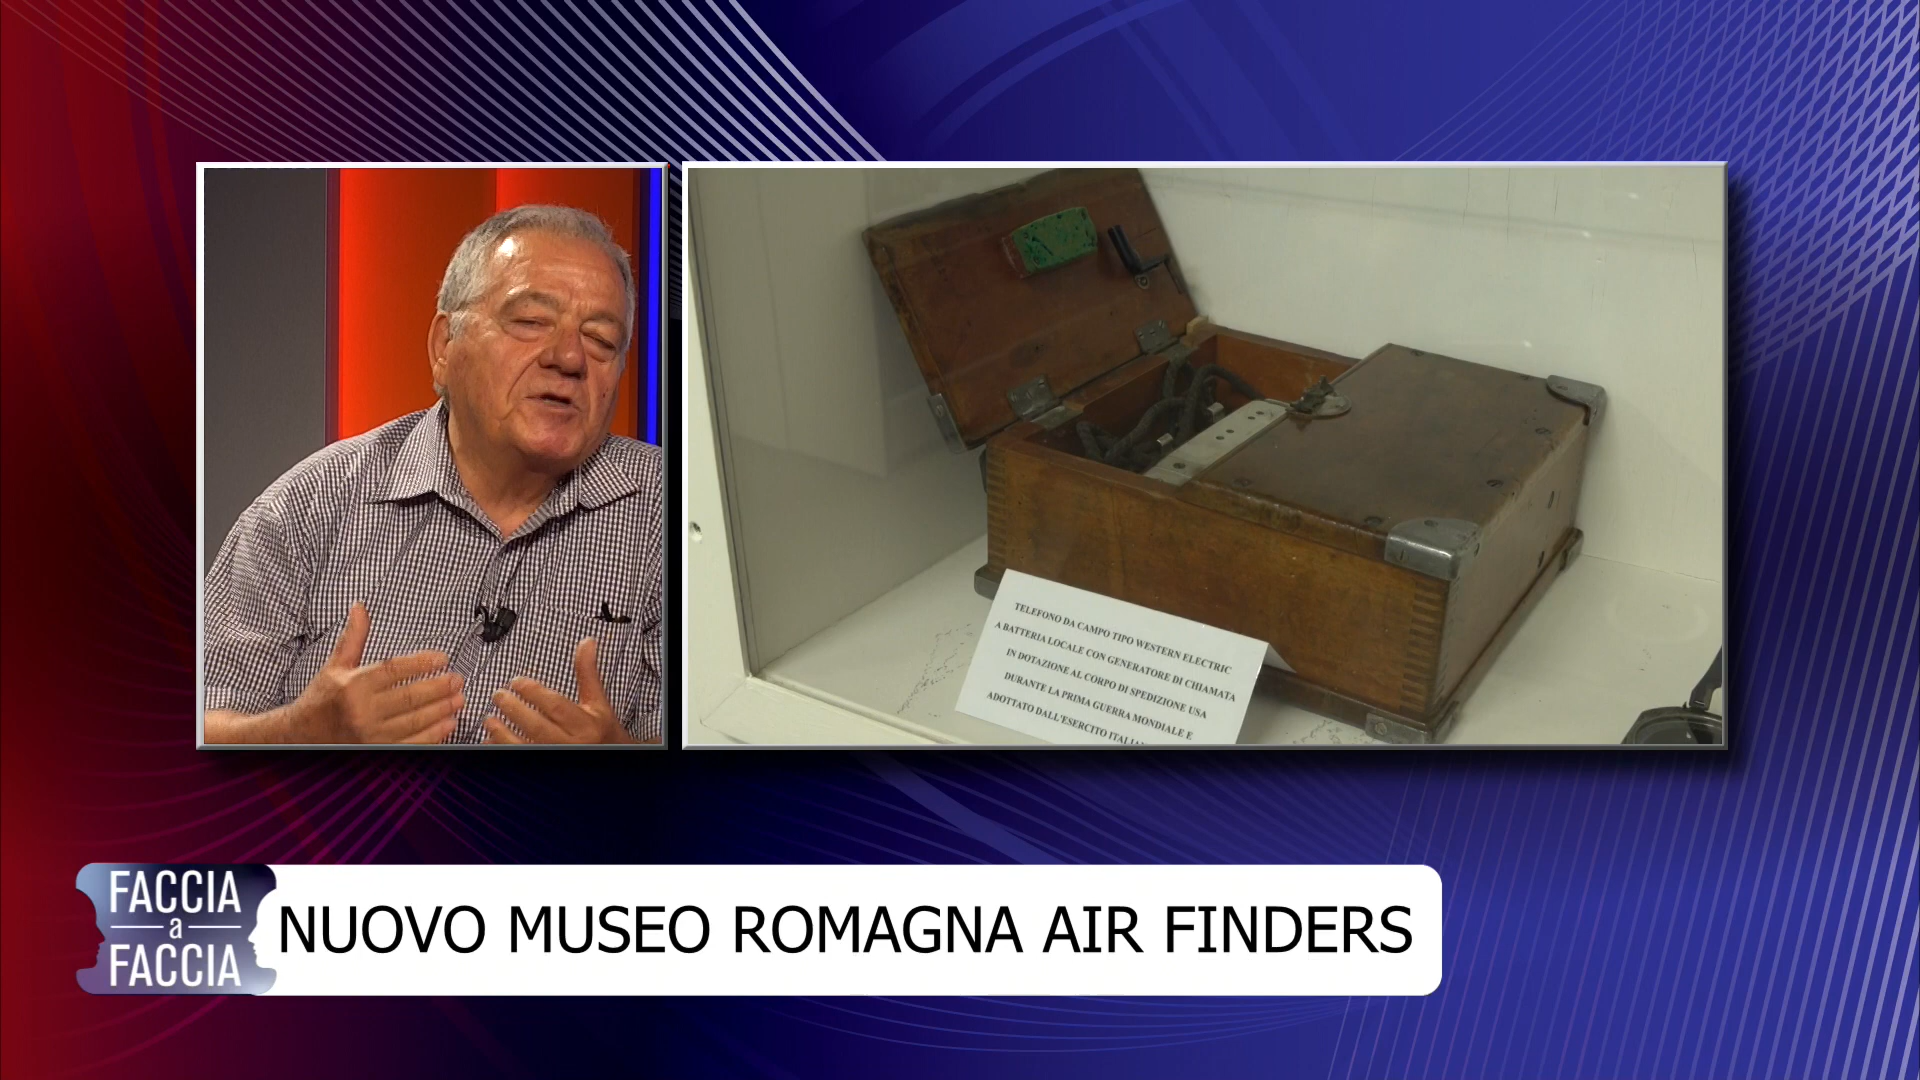 TELEFONO DA CAMPO TIPO WESTERN ELECTRIC
A BATTERIA LOCALE CON GENERATORE DI CHIAMATA
IN DOTAZIONE AL CORPO DI SPEDIZIONE USA
DURANTE LA PRIMA GUERRA MONDIALE E
ADOTTATO DALL'ESERCITO
FACCIA
a
FACCIA
NUOVO MUSEO ROMAGNA AIR FINDERS